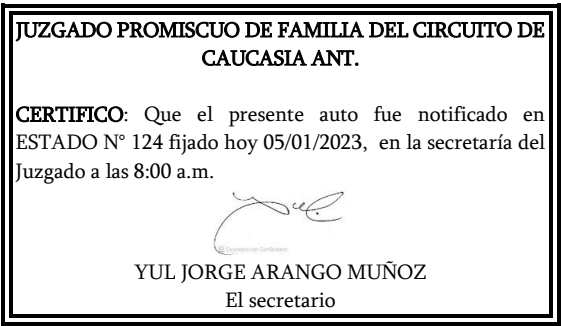 JUZGADO PROMISCUO DE FAMILIA DEL CIRCUITO DE
CAUCASIA ANT.
CERTIFICO: Que el presente auto fue notificado en
ESTADO N° 124 fijado hoy 05/01/2023, en la secretaría del
Juzgado a las 8:00 a.m.
YUL JORGE ARANGO MUÑOZ
El secretario